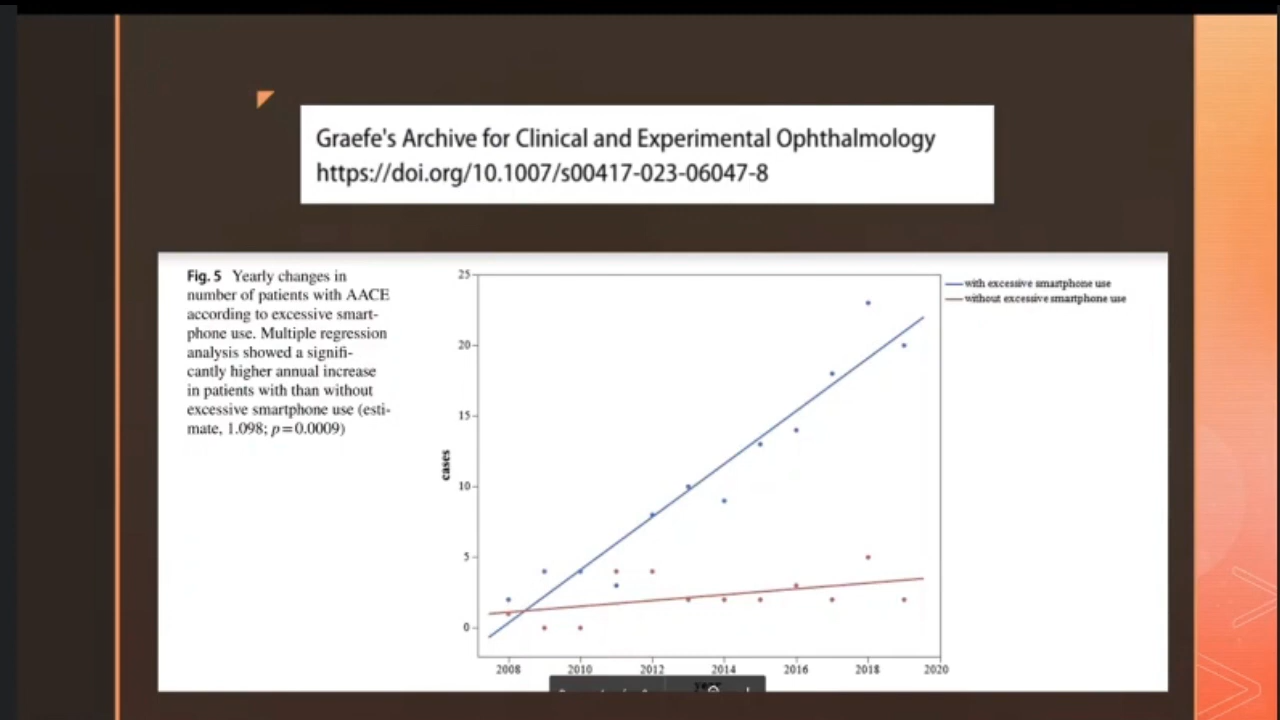 Graefe's Archive for Clinical and Experimental Ophthalmology
https://doi.org/10.1007/s00417-023-06047-8
Fig. 5 Yearly changes in
number of patients with AACE
according to excessive smart-
phone use. Multiple regression
analysis showed a signifi-
cantly higher annual increase
in patients with than without
excessive smartphone use (esti-
mate, 1.098; p=0.0009)
cases
25
20
15
10
5
0
2008 2010 2012 2014 2016 2018 2020
with excessive smartphone use
without excessive smartphone use